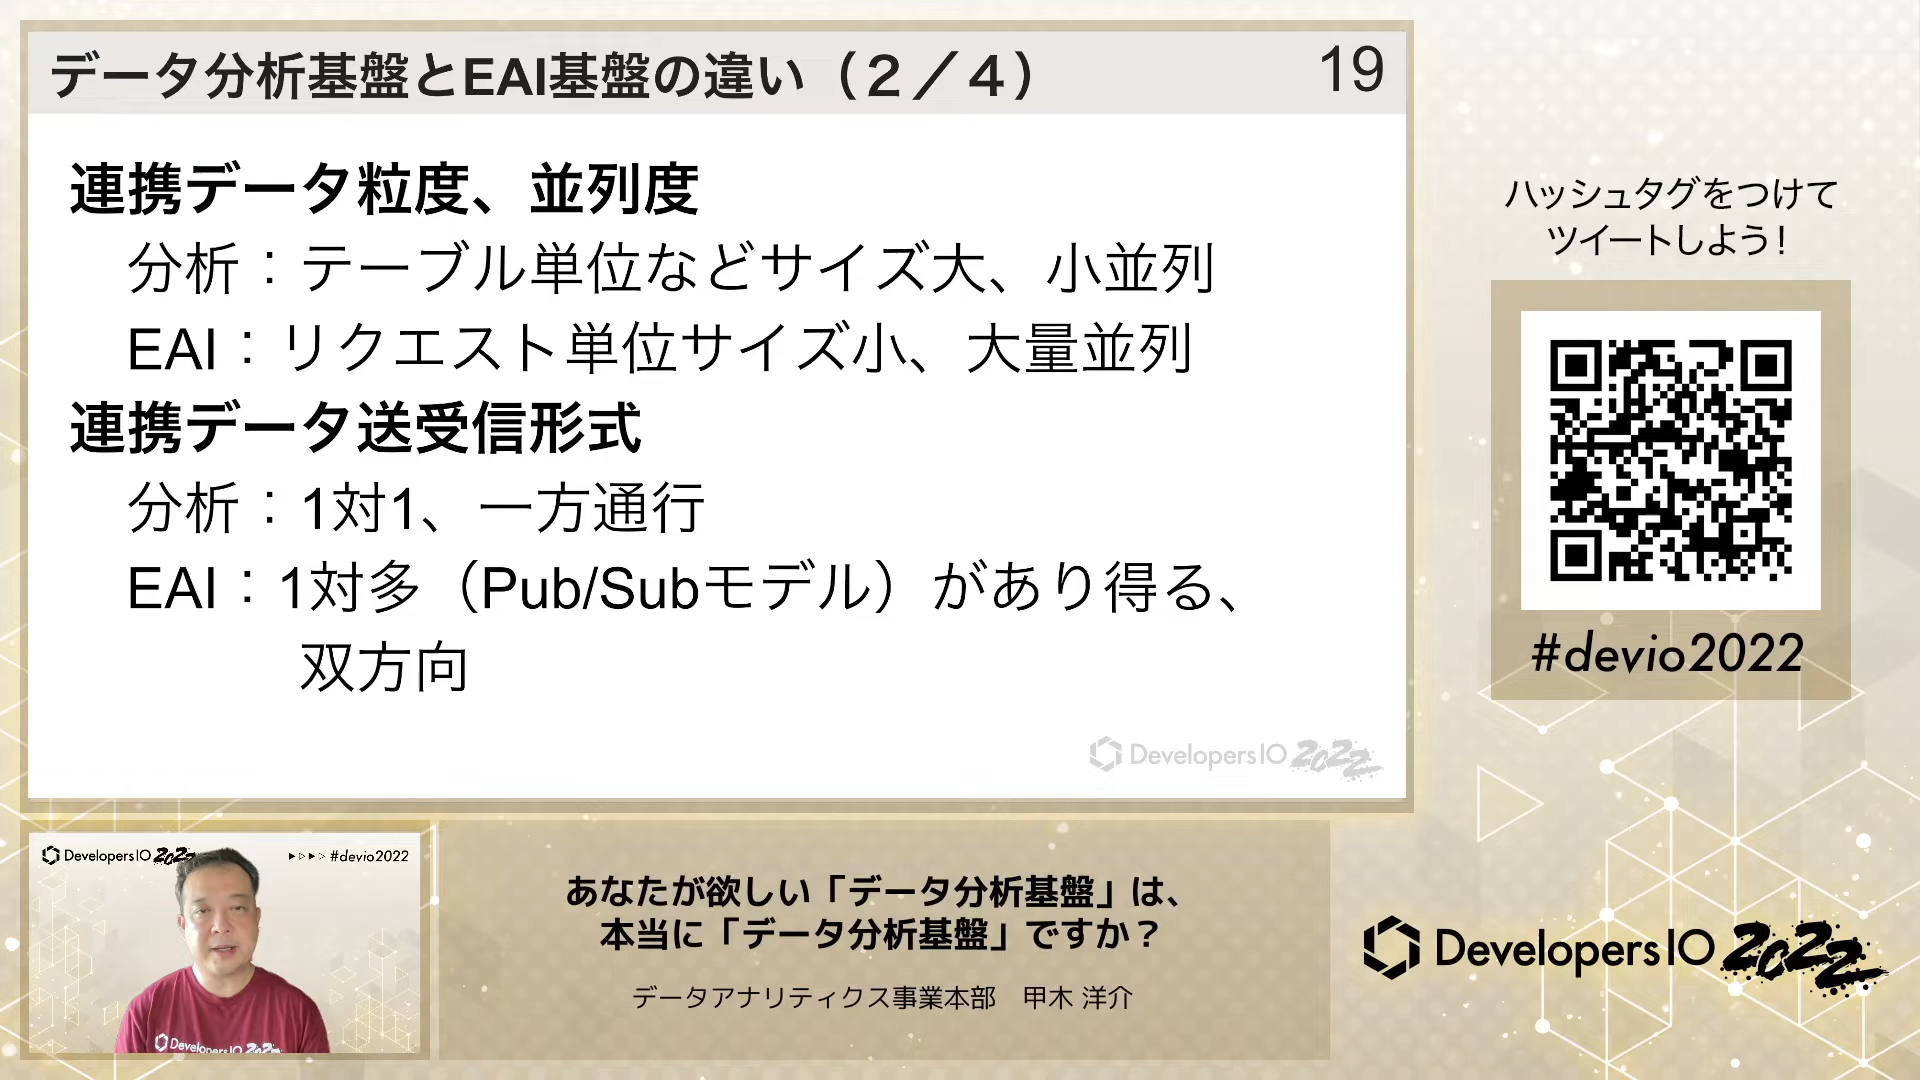 データ分析基盤とEAI基盤の違い（２／４）
19
連携データ粒度、並列度
分析：テーブル単位などサイズ大、小並列
EAI：リクエスト単位サイズ小、大量並列
連携データ送受信形式
分析：1対1、一方通行
EAI：1対多（Pub/Subモデル）があり得る、
双方向
DevelopersIO 2022
ハッシュタグをつけて
ツイートしよう！
#devio2022
DevelopersIO 2022
#devio2022
DevelopersIO 2022
あなたが欲しい「データ分析基盤」は、
本当に「データ分析基盤」ですか？
データアナリティクス事業本部　甲木 洋介
DevelopersIO 2022